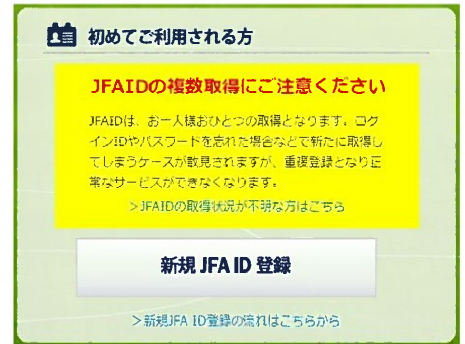 初めてご利用される方
JFAIDの複数取得にご注意ください
JFAIDは、お一人様おひとつの取得となります。ログ
インIDやパスワードを忘れた場合などで新たに取得し
てしまうケースが散見されますが、重複登録となり正
常なサービスができなくなります。
＞JFAIDの取得状況が不明な方はこちら
新規 JFA ID 登録
＞新規JFA ID登録の流れはこちらから